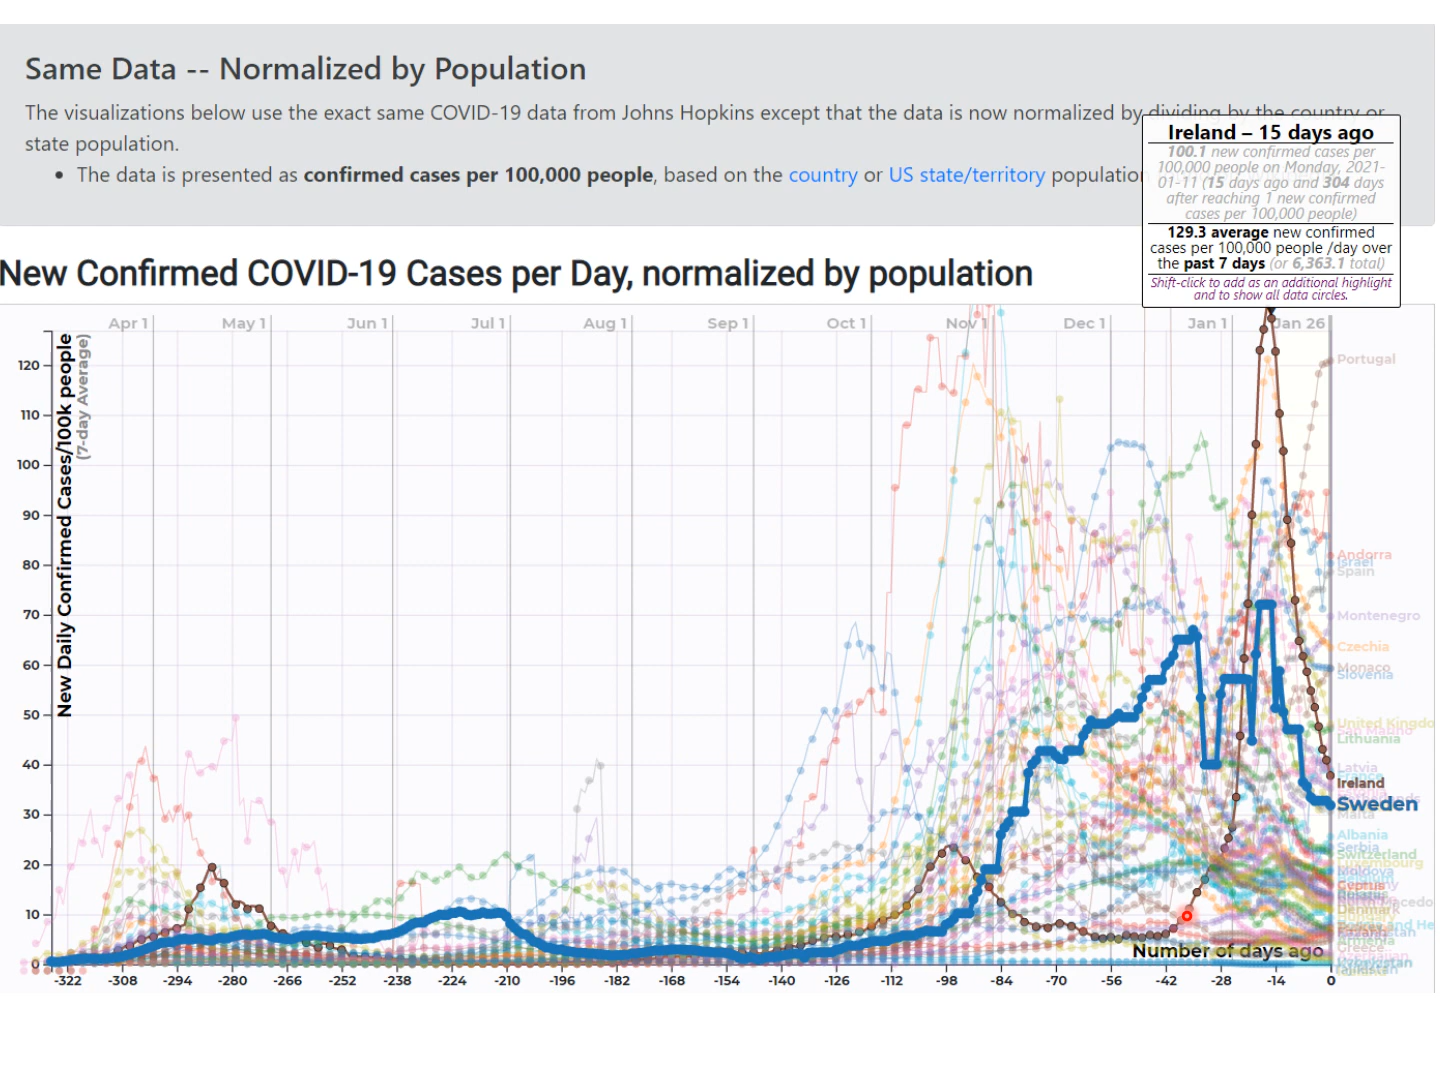 Same Data -- Normalized by Population
The visualizations below use the exact same COVID-19 data from Johns Hopkins except that the data is now normalized by dividing by the country or
state population.
• The data is presented as confirmed cases per 100,000 people, based on the country or US state/territory population
Ireland – 15 days ago
100.1 new confirmed cases per
100,000 people on Monday, 2021-
01-11 (15 days ago and 304 days
after reaching 1 new confirmed
cases per 100,000 people)
129.3 average new confirmed
cases per 100,000 people /day over
the past 7 days (or 6,363.1 total)
Shift-click to add as an additional highlight
and to show all data circles.
New Confirmed COVID-19 Cases per Day, normalized by population
Apr 1 May 1 Jun 1 Jul 1 Aug 1 Sep 1 Oct 1 Nov 1 Dec 1 Jan 1 Jan 26
New Daily Confirmed Cases/100k people
(7-day Average)
120
110
100
90
80
70
60
50
40
30
20
10
0
Portugal
Andorra
Israel
Spain
Montenegro
Czechia
Monaco
Slovenia
United Kingdo
San Marino
Lithuania
Latvia
France
Ireland
Sweden
Malta
Albania
Serbia
Switzerland
Luxembourg
Moldova
Cyprus
Denmark
Armenia
Number of days ago
-322 -308 -294 -280 -266 -252 -238 -224 -210 -196 -182 -168 -154 -140 -126 -112 -98 -84 -70 -56 -42 -28 -14 0